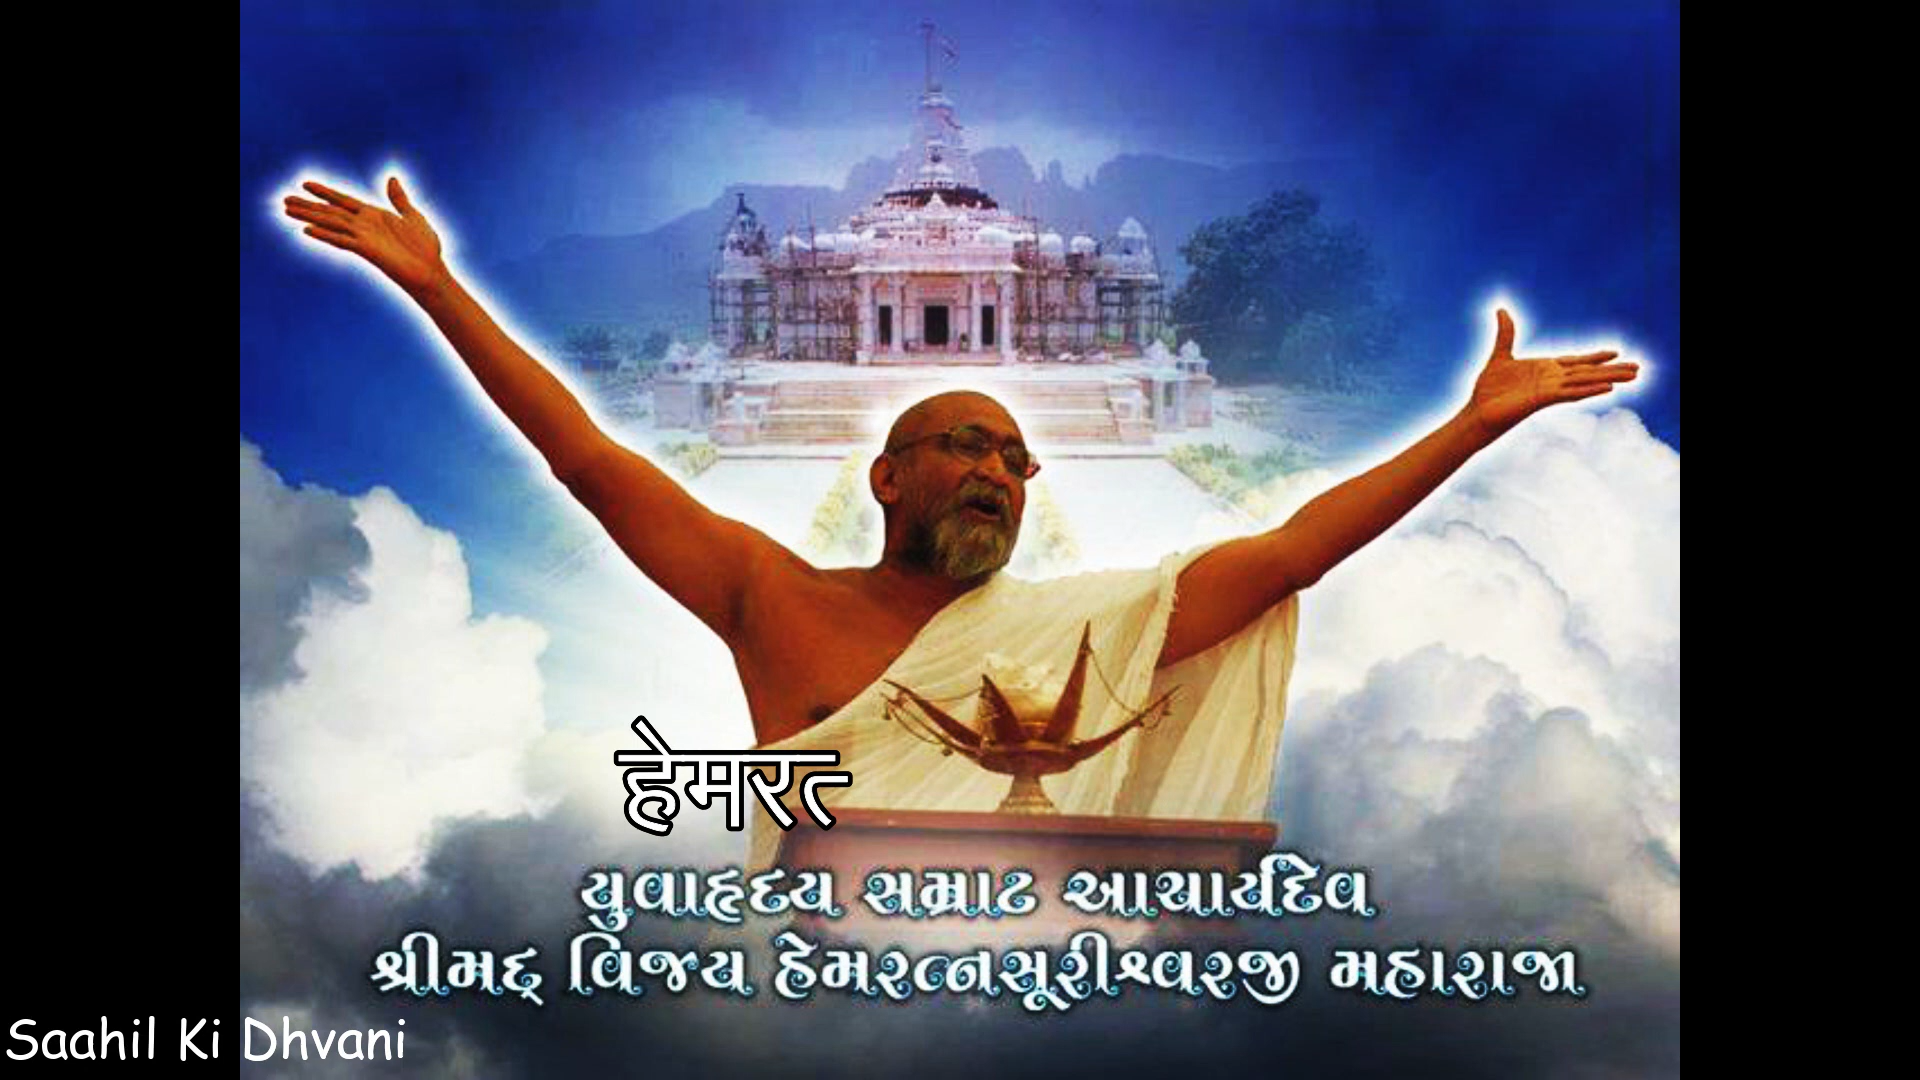 हेमरत्
યુવાહૃદય સમ્રાટ આચાર્યદેવ
શ્રીમદ્ વિજય હેમરત્નસૂરીશ્વરજી મહારાજા
Saahil Ki Dhvani